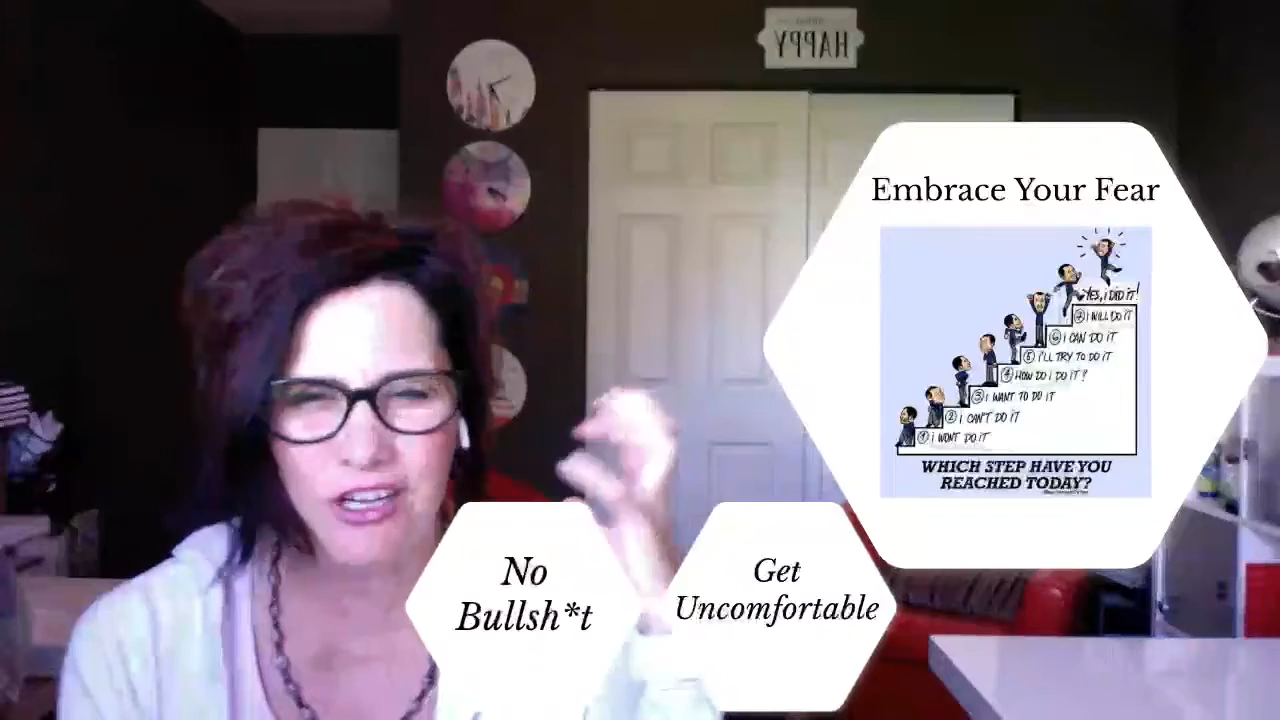 HAPPY
Embrace Your Fear
YES, i DiD iT!
7 i WiLL DO iT
6 i CAN DO iT
5 i'LL TRY TO DO iT
4 HOW DO i DO iT?
3 i WANT TO DO iT
2 i CAN'T DO iT
1 i WON'T DO iT
WHICH STEP HAVE YOU
REACHED TODAY?
No
Bullsh*t
Get
Uncomfortable